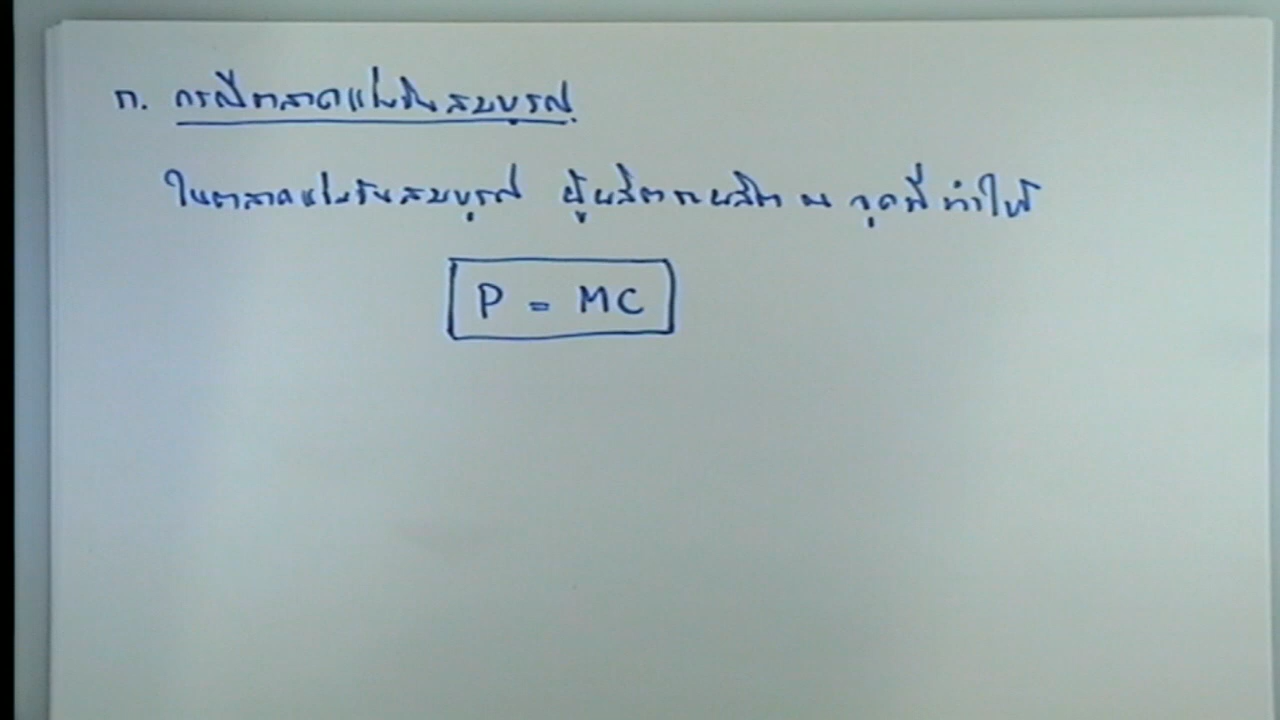 ก. กรณีตลาดแข่งขันสมบูรณ์
ในตลาดแข่งขันสมบูรณ์ ผู้ผลิตจะผลิต ณ จุดที่ทำให้
P = MC